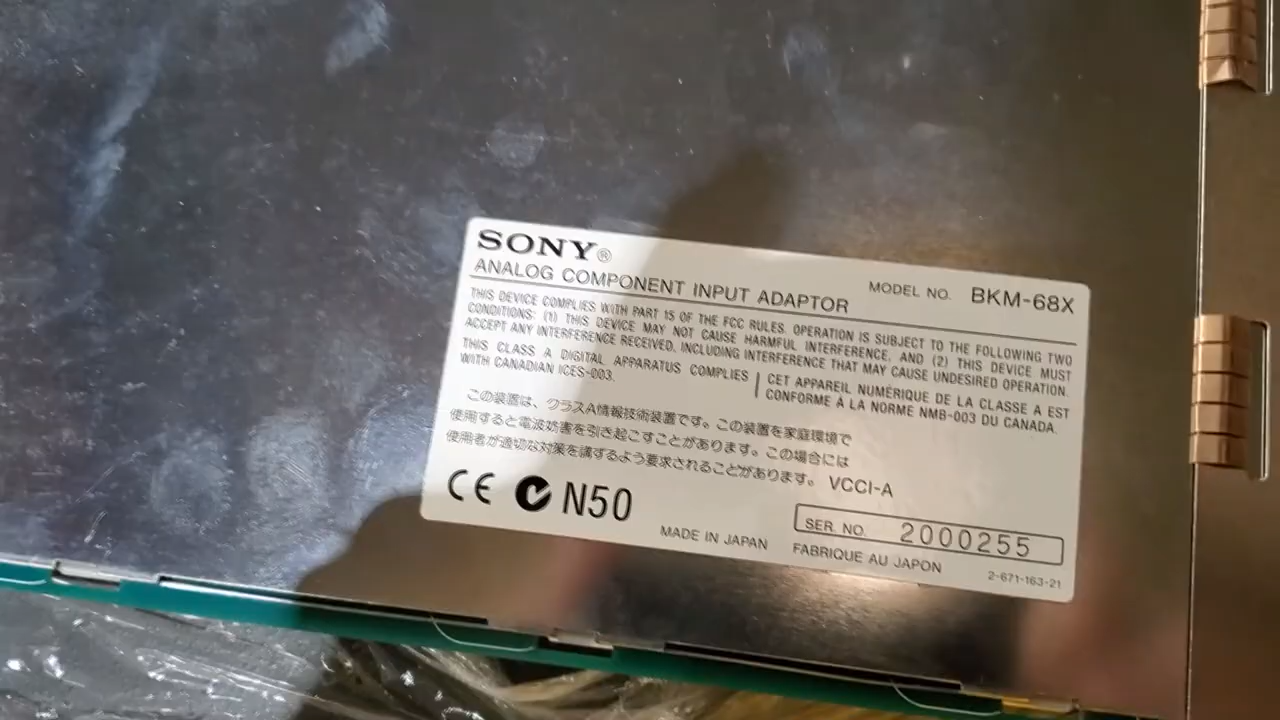 SONY®
ANALOG COMPONENT INPUT ADAPTOR
MODEL NO. BKM-68X
THIS DEVICE COMPLIES WITH PART 15 OF THE FCC RULES. OPERATION IS SUBJECT TO THE FOLLOWING TWO
CONDITIONS: (1) THIS DEVICE MAY NOT CAUSE HARMFUL INTERFERENCE, AND (2) THIS DEVICE MUST
ACCEPT ANY INTERFERENCE RECEIVED, INCLUDING INTERFERENCE THAT MAY CAUSE UNDESIRED OPERATION.
THIS CLASS A DIGITAL APPARATUS COMPLIES
WITH CANADIAN ICES-003.
CET APPAREIL NUMÉRIQUE DE LA CLASSE A EST
CONFORME À LA NORME NMB-003 DU CANADA.
この装置は、クラスA情報技術装置です。この装置を家庭環境で
使用すると電波妨害を引き起こすことがあります。この場合には
使用者が適切な対策を講ずるよう要求されることがあります。 VCCI-A
CE N50
MADE IN JAPAN
SER. NO. 2000255
FABRIQUE AU JAPON
2-671-163-21